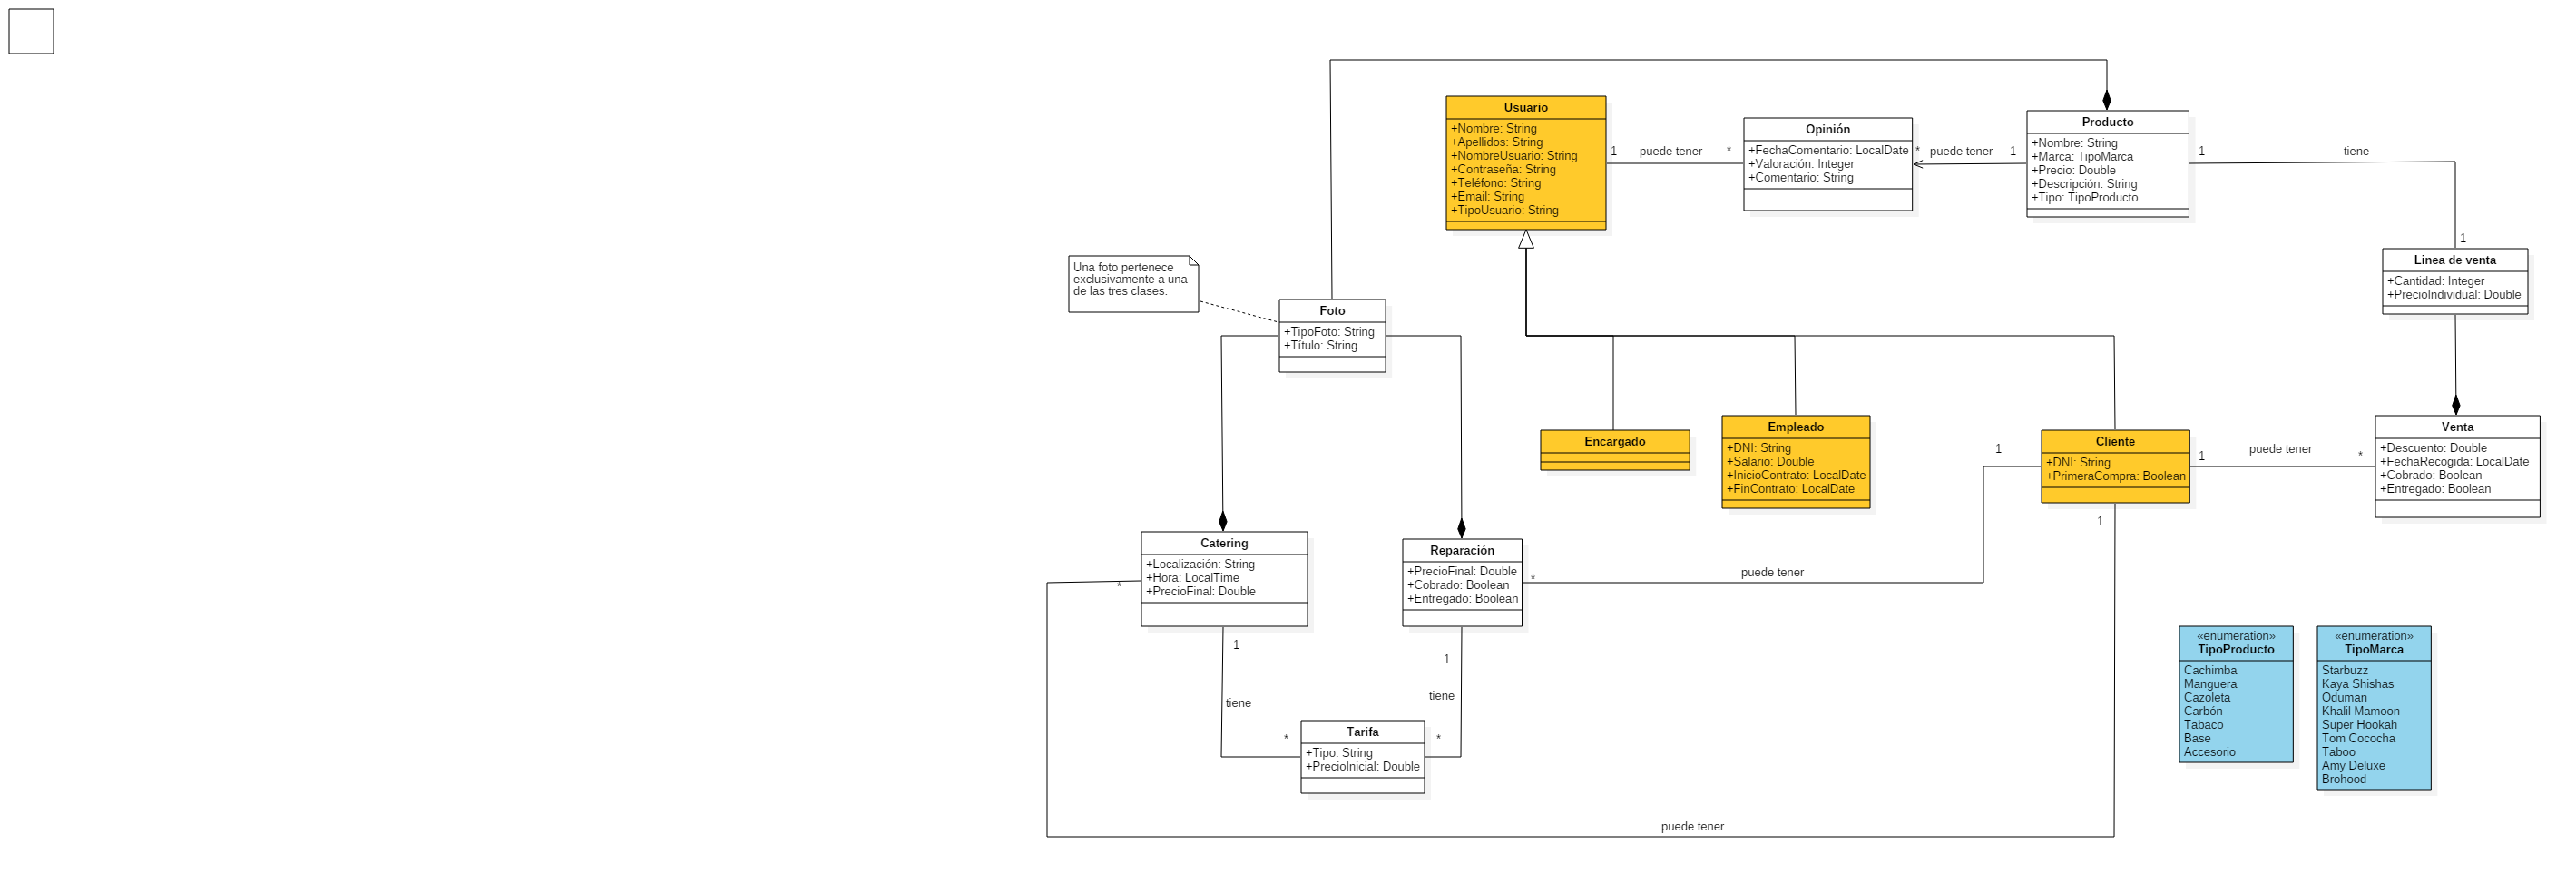 Usuario
+Nombre: String
+Apellidos: String
+NombreUsuario: String
+Contraseña: String
+Teléfono: String
+Email: String
+TipoUsuario: String
1
puede tener
*
Opinión
+FechaComentario: LocalDate
+Valoración: Integer
+Comentario: String
*
puede tener
1
Producto
+Nombre: String
+Marca: TipoMarca
+Precio: Double
+Descripción: String
+Tipo: TipoProducto
1
tiene
1
Linea de venta
+Cantidad: Integer
+PrecioIndividual: Double
Una foto pertenece
exclusivamente a una
de las tres clases.
Foto
+TipoFoto: String
+Título: String
Encargado
Empleado
+DNI: String
+Salario: Double
+InicioContrato: LocalDate
+FinContrato: LocalDate
1
Cliente
+DNI: String
+PrimeraCompra: Boolean
1
puede tener
*
Venta
+Descuento: Double
+FechaRecogida: LocalDate
+Cobrado: Boolean
+Entregado: Boolean
1
*
Catering
+Localización: String
+Hora: LocalTime
+PrecioFinal: Double
Reparación
+PrecioFinal: Double
+Cobrado: Boolean
+Entregado: Boolean
*
puede tener
1
tiene
*
1
tiene
*
Tarifa
+Tipo: String
+PrecioInicial: Double
puede tener
«enumeration»
TipoProducto
Cachimba
Manguera
Cazoleta
Carbón
Tabaco
Base
Accesorio
«enumeration»
TipoMarca
Starbuzz
Kaya Shishas
Oduman
Khalil Mamoon
Super Hookah
Tom Cococha
Taboo
Amy Deluxe
Brohood